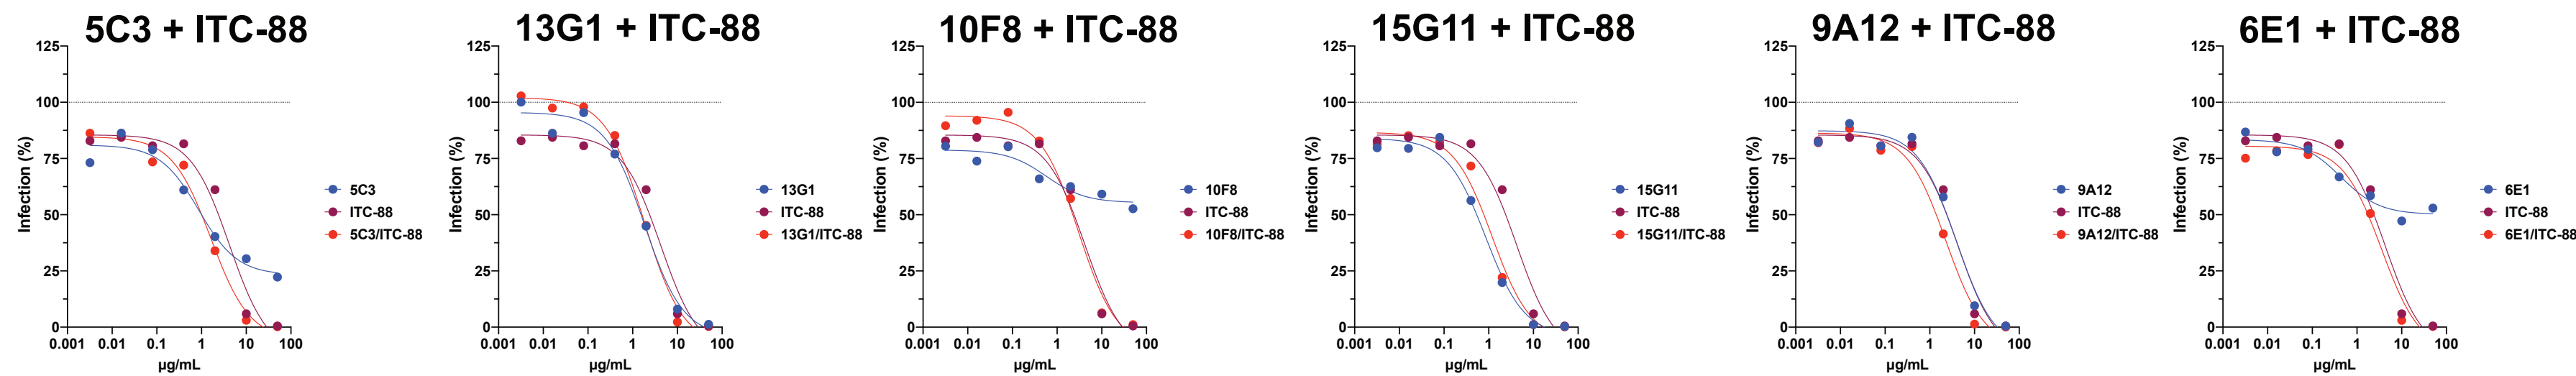 5C3 + ITC-88
125
100
75
50
25
0
Infection (%)
0.001 0.01 0.1 1 10 100
µg/mL
5C3
ITC-88
5C3/ITC-88
13G1 + ITC-88
125
100
75
50
25
0
Infection (%)
0.001 0.01 0.1 1 10 100
µg/mL
13G1
ITC-88
13G1/ITC-88
10F8 + ITC-88
125
100
75
50
25
0
Infection (%)
0.001 0.01 0.1 1 10 100
µg/mL
10F8
ITC-88
10F8/ITC-88
15G11 + ITC-88
125
100
75
50
25
0
Infection (%)
0.001 0.01 0.1 1 10 100
µg/mL
15G11
ITC-88
15G11/ITC-88
9A12 + ITC-88
125
100
75
50
25
0
Infection (%)
0.001 0.01 0.1 1 10 100
µg/mL
9A12
ITC-88
9A12/ITC-88
6E1 + ITC-88
125
100
75
50
25
0
Infection (%)
0.001 0.01 0.1 1 10 100
µg/mL
6E1
ITC-88
6E1/ITC-88